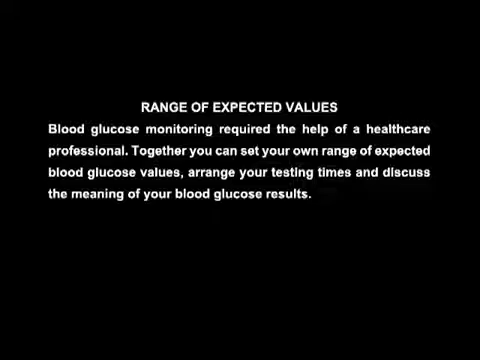 RANGE OF EXPECTED VALUES
Blood glucose monitoring required the help of a healthcare
professional. Together you can set your own range of expected
blood glucose values, arrange your testing times and discuss
the meaning of your blood glucose results.